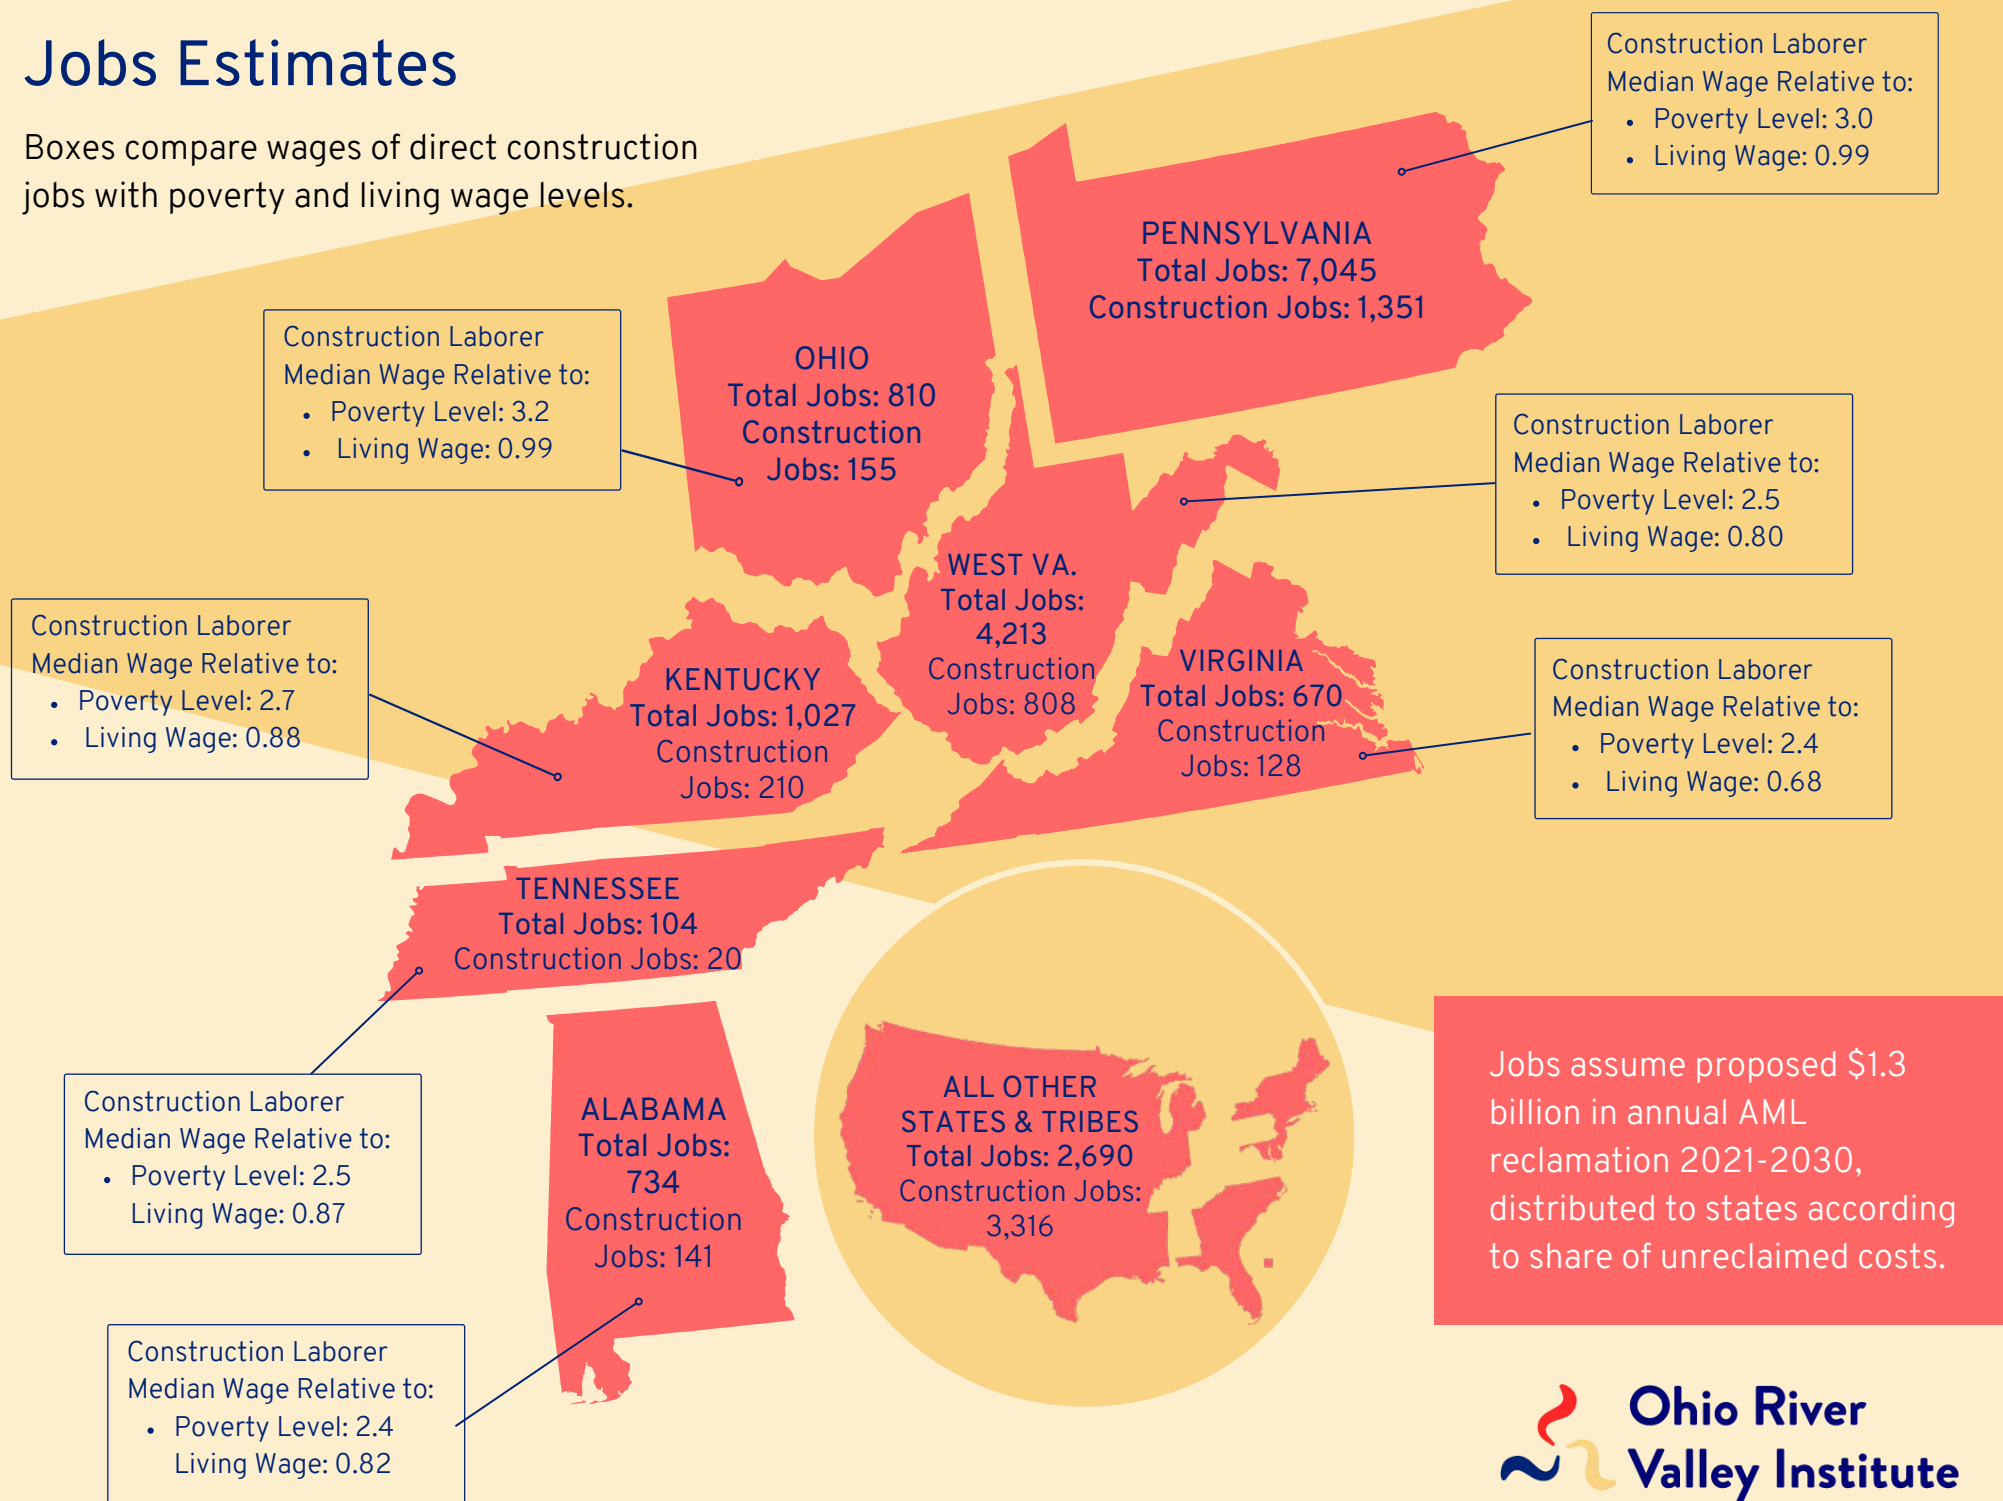 Jobs Estimates
Boxes compare wages of direct construction
jobs with poverty and living wage levels.
Construction Laborer
Median Wage Relative to:
• Poverty Level: 3.0
• Living Wage: 0.99
PENNSYLVANIA
Total Jobs: 7,045
Construction Jobs: 1,351
Construction Laborer
Median Wage Relative to:
• Poverty Level: 3.2
• Living Wage: 0.99
OHIO
Total Jobs: 810
Construction
Jobs: 155
Construction Laborer
Median Wage Relative to:
• Poverty Level: 2.5
• Living Wage: 0.80
WEST VA.
Total Jobs:
4,213
Construction
Jobs: 808
Construction Laborer
Median Wage Relative to:
• Poverty Level: 2.7
• Living Wage: 0.88
KENTUCKY
Total Jobs: 1,027
Construction
Jobs: 210
VIRGINIA
Total Jobs: 670
Construction
Jobs: 128
Construction Laborer
Median Wage Relative to:
• Poverty Level: 2.4
• Living Wage: 0.68
TENNESSEE
Total Jobs: 104
Construction Jobs: 20
Construction Laborer
Median Wage Relative to:
• Poverty Level: 2.5
Living Wage: 0.87
ALABAMA
Total Jobs:
734
Construction
Jobs: 141
ALL OTHER
STATES & TRIBES
Total Jobs: 2,690
Construction Jobs:
3,316
Jobs assume proposed $1.3
billion in annual AML
reclamation 2021-2030,
distributed to states according
to share of unreclaimed costs.
Construction Laborer
Median Wage Relative to:
• Poverty Level: 2.4
Living Wage: 0.82
Ohio River
Valley Institute